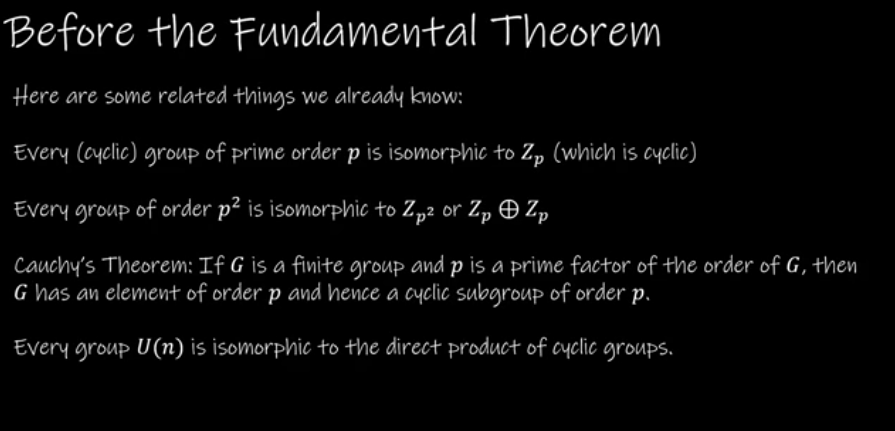 Before the Fundamental Theorem
Here are some related things we already know:
Every (cyclic) group of prime order p is isomorphic to Zₚ (which is cyclic)
Every group of order p² is isomorphic to Z_{p²} or Zₚ ⊕ Zₚ
Cauchy's Theorem: If G is a finite group and p is a prime factor of the order of G, then
G has an element of order p and hence a cyclic subgroup of order p.
Every group U(n) is isomorphic to the direct product of cyclic groups.